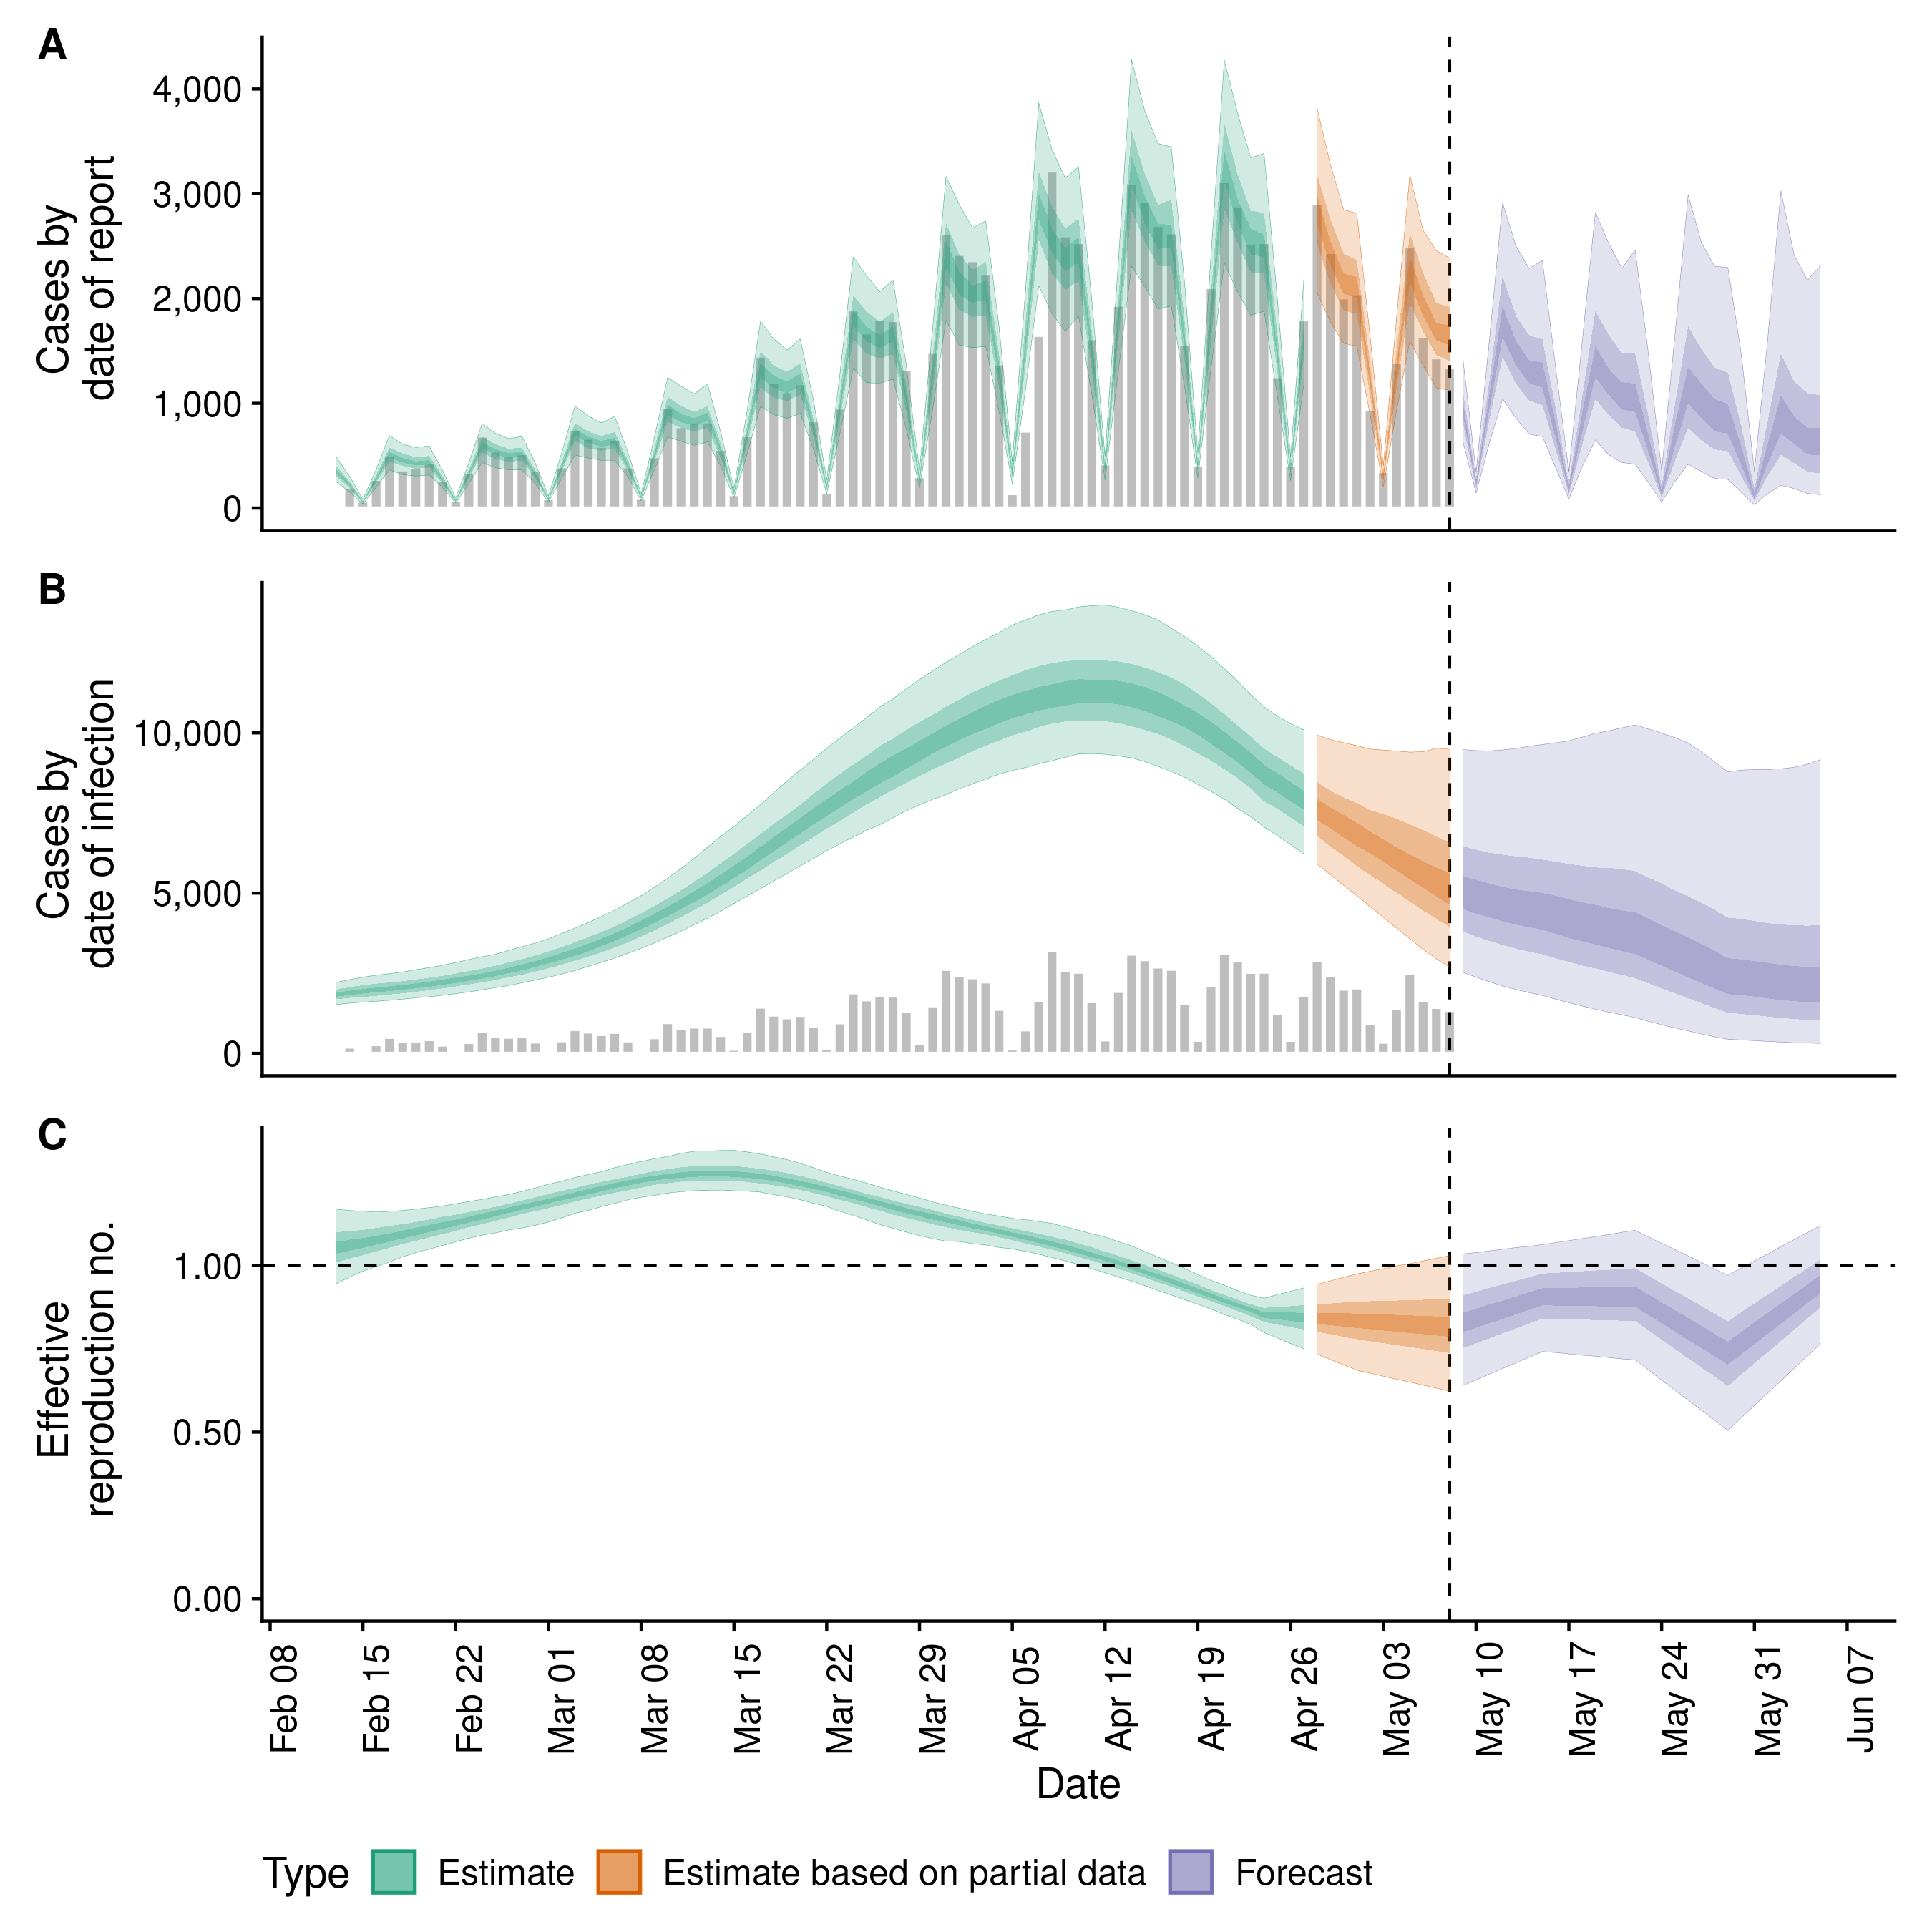 A
Cases by
date of report
4,000
3,000
2,000
1,000
0
B
Cases by
date of infection
10,000
5,000
0
C
Effective
reproduction no.
1.00
0.50
0.00
Feb 08
Feb 15
Feb 22
Mar 01
Mar 08
Mar 15
Mar 22
Mar 29
Apr 05
Apr 12
Apr 19
Apr 26
May 03
May 10
May 17
May 24
May 31
Jun 07
Date
Type Estimate Estimate based on partial data Forecast